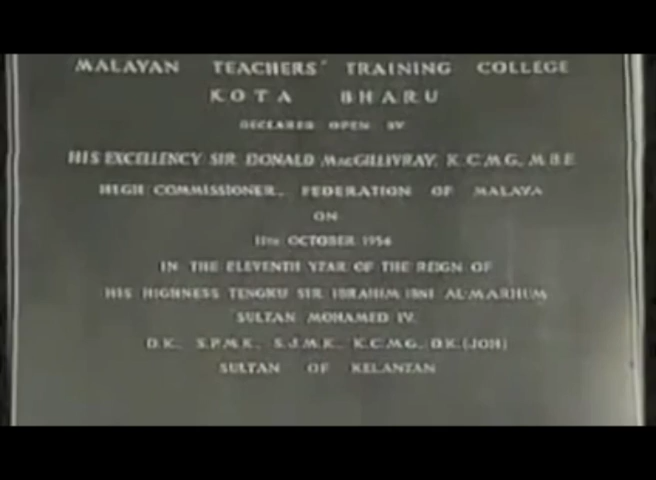 MALAYAN TEACHERS' TRAINING COLLEGE
KOTA BHARU
DECLARED OPEN BY
HIS EXCELLENCY SIR DONALD MACGILLIVRAY, K.C.M.G., M.B.E.
HIGH COMMISSIONER, FEDERATION OF MALAYA
ON
11TH OCTOBER 1954
IN THE ELEVENTH YEAR OF THE REIGN OF
HIS HIGHNESS TENGKU SIR IBRAHIM IBNI AL-MARHUM
SULTAN MOHAMED IV.
D.K., S.P.M.K., S.J.M.K., K.C.M.G., D.K.(JOH)
SULTAN OF KELANTAN